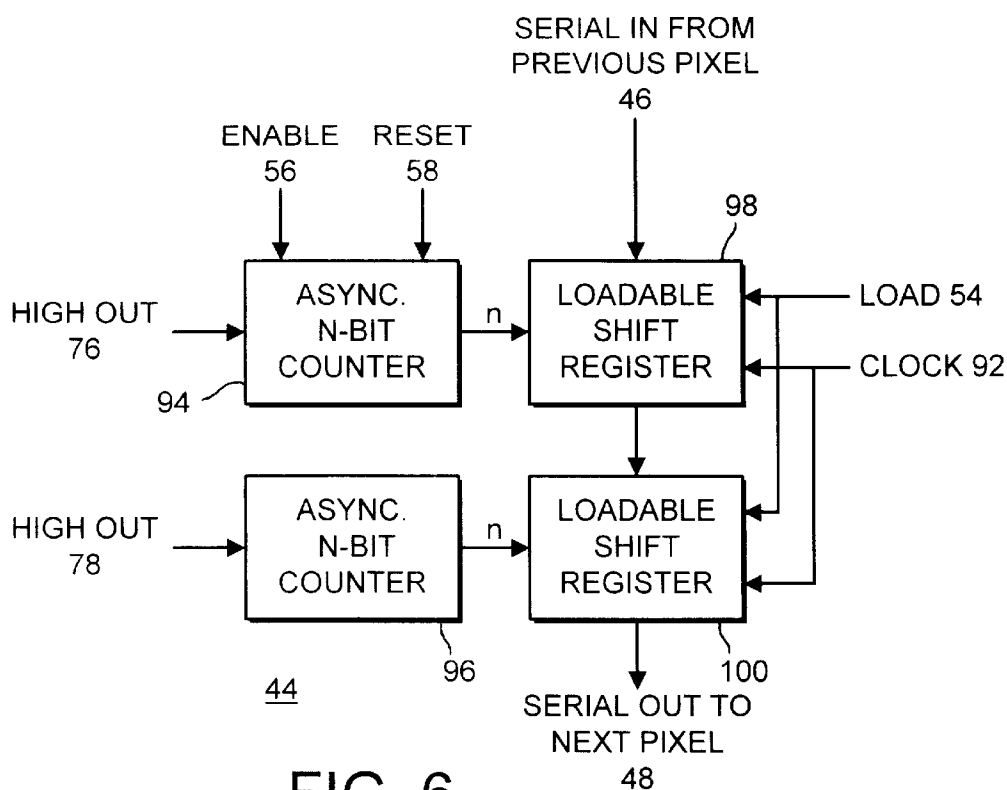 SERIAL IN FROM
PREVIOUS PIXEL
46
ENABLE
56
RESET
58
98
HIGH OUT
76
ASYNC.
N-BIT
COUNTER
94
n
LOADABLE
SHIFT
REGISTER
LOAD 54
CLOCK 92
HIGH OUT
78
ASYNC.
N-BIT
COUNTER
96
n
LOADABLE
SHIFT
REGISTER
100
44
SERIAL OUT TO
NEXT PIXEL
48
FIG. 6